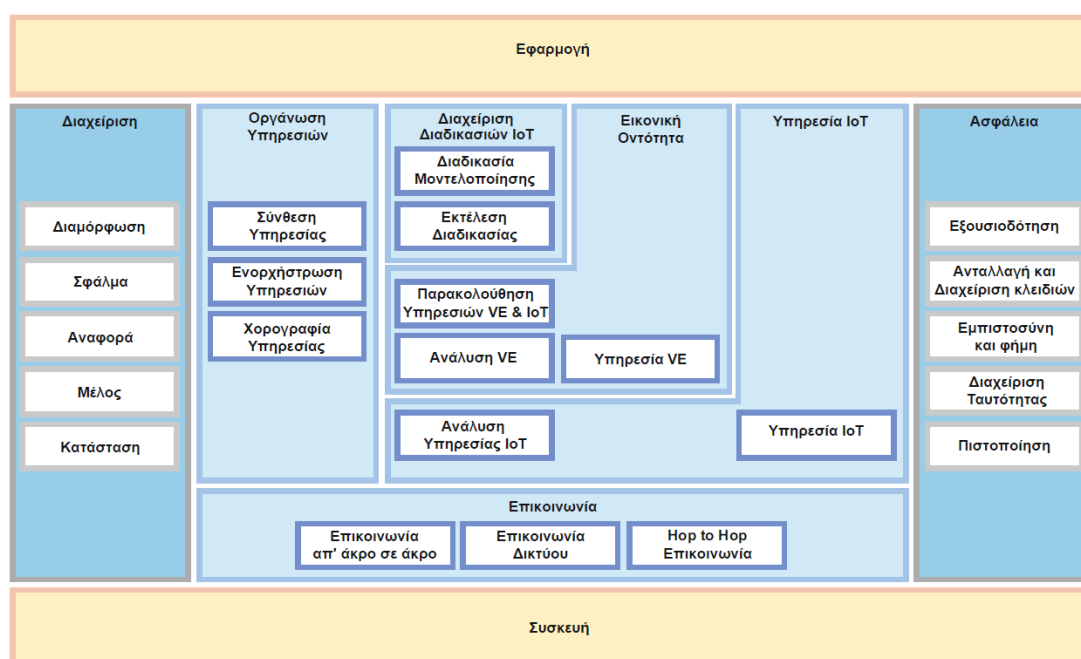 Εφαρμογή
Διαχείριση
Διαμόρφωση
Σφάλμα
Αναφορά
Μέλος
Κατάσταση
Οργάνωση
Υπηρεσιών
Σύνθεση
Υπηρεσίας
Ενορχήστρωση
Υπηρεσιών
Χορογραφία
Υπηρεσίας
Διαχείριση
Διαδικασιών IoT
Διαδικασία
Μοντελοποίησης
Εκτέλεση
Διαδικασίας
Εικονική
Οντότητα
Παρακολούθηση
Υπηρεσιών VE & IoT
Ανάλυση VE
Υπηρεσία VE
Υπηρεσία IoT
Ανάλυση
Υπηρεσίας IoT
Υπηρεσία IoT
Επικοινωνία
Επικοινωνία
απ' άκρο σε άκρο
Επικοινωνία
Δικτύου
Hop to Hop
Επικοινωνία
Ασφάλεια
Εξουσιοδότηση
Ανταλλαγή και
Διαχείριση κλειδιών
Εμπιστοσύνη
και φήμη
Διαχείριση
Ταυτότητας
Πιστοποίηση
Συσκευή